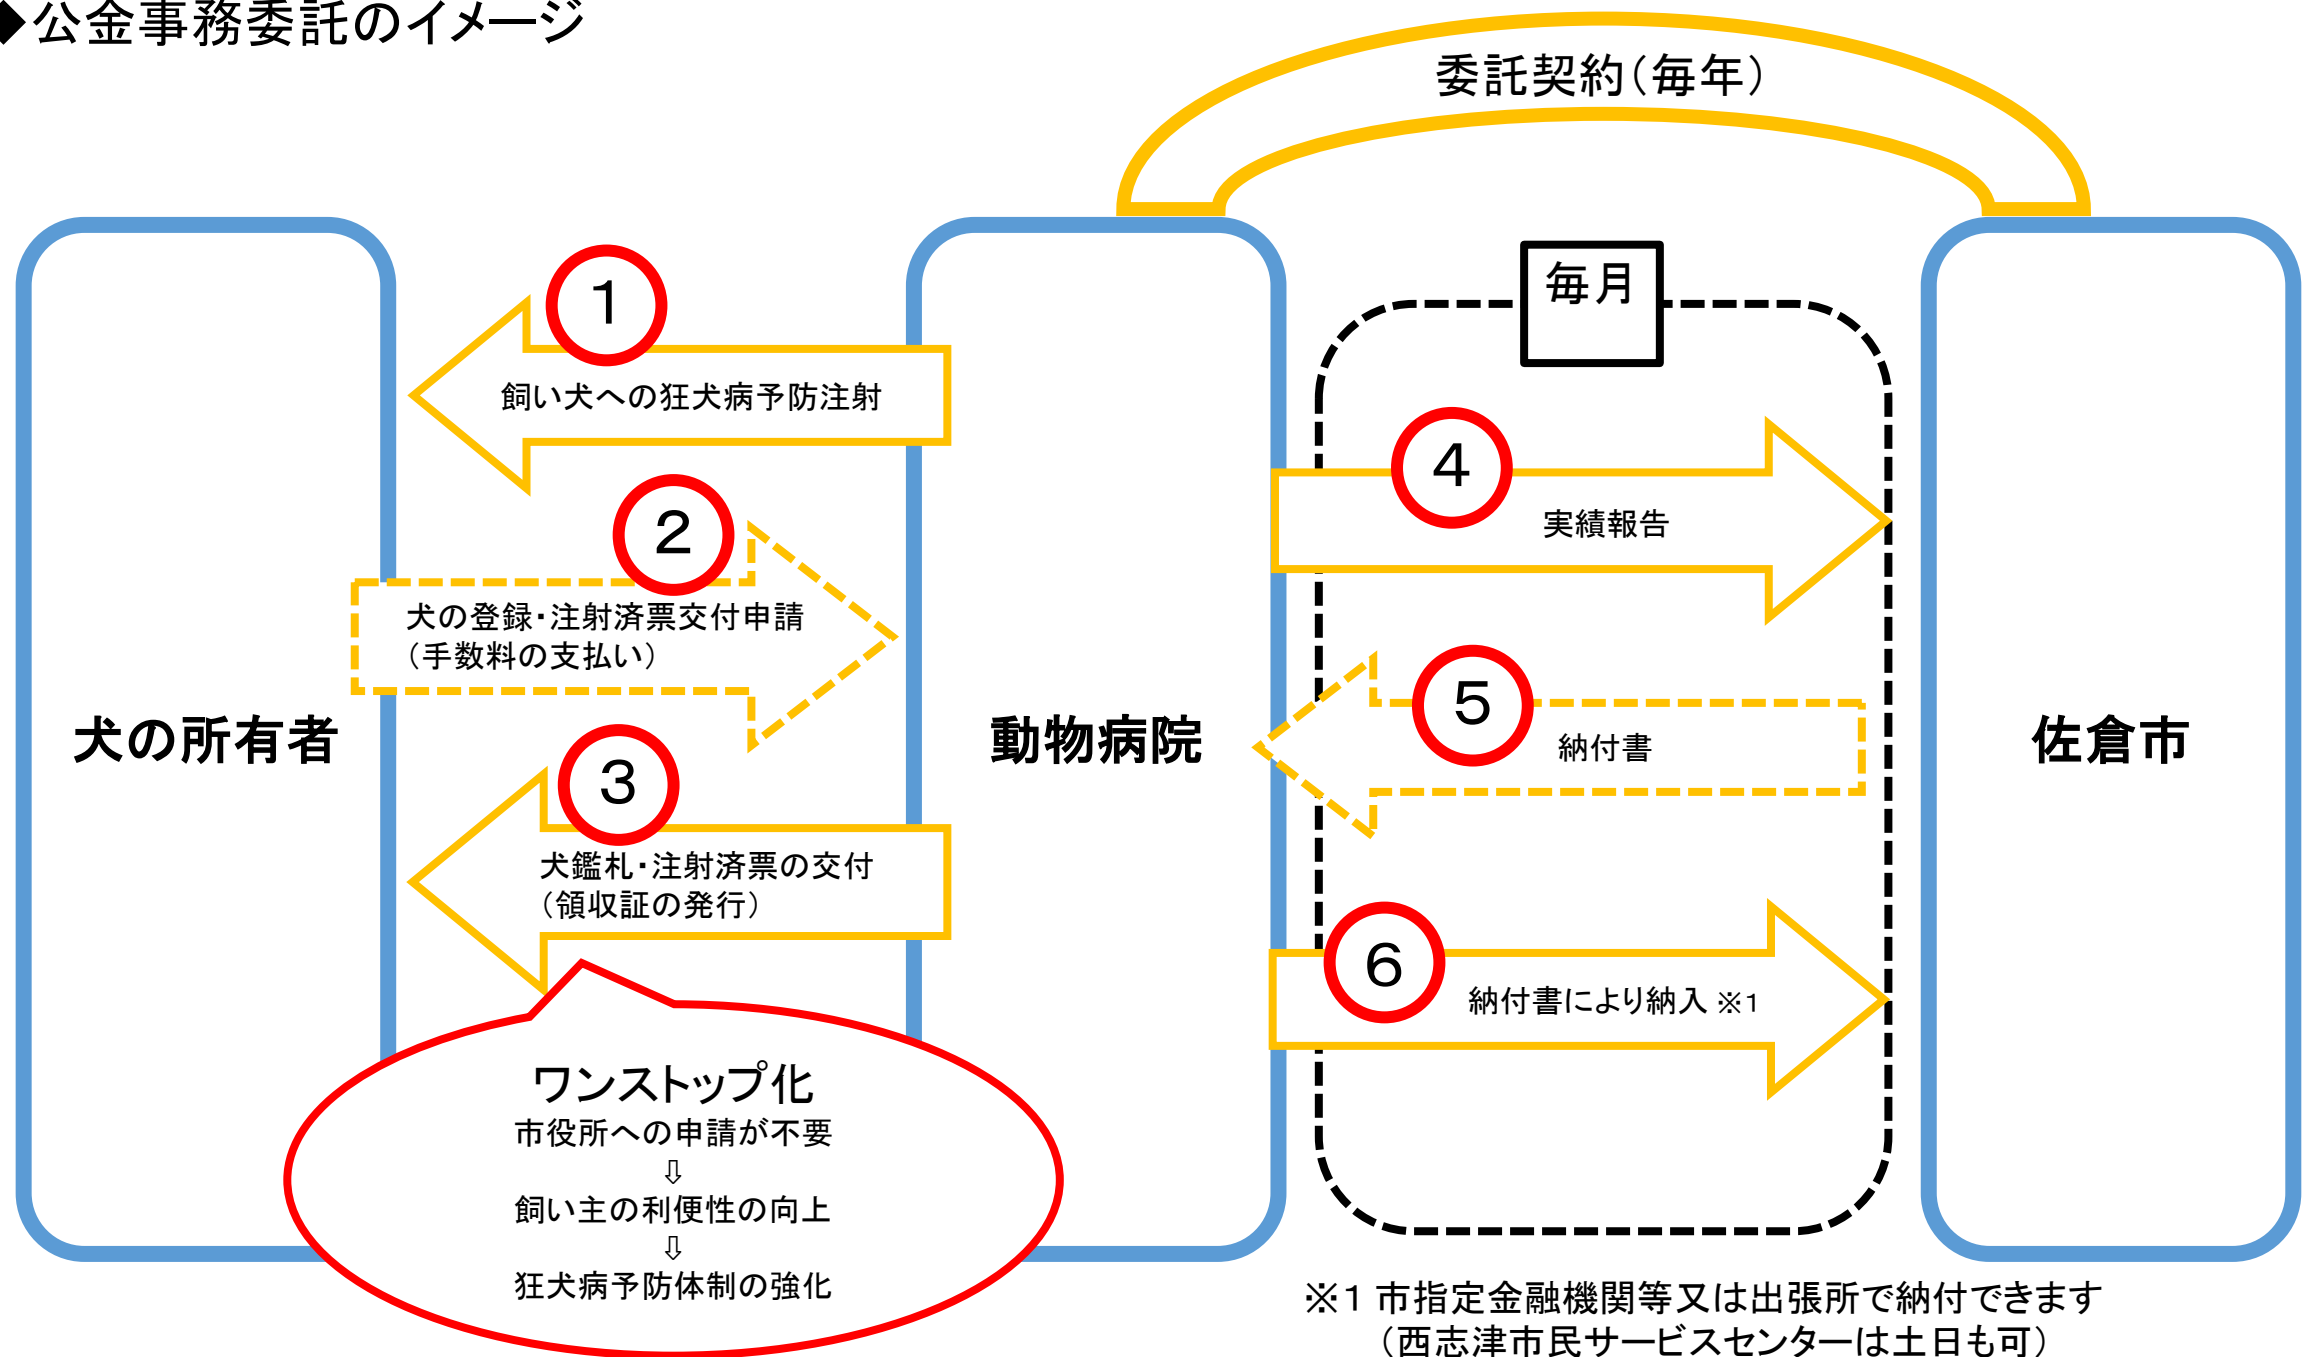 ◆公金事務委託のイメージ
委託契約（毎年）
毎月
1
飼い犬への狂犬病予防注射
2
犬の登録・注射済票交付申請
（手数料の支払い）
3
犬鑑札・注射済票の交付
（領収証の発行）
4
実績報告
5
納付書
6
納付書により納入 ※1
犬の所有者
動物病院
佐倉市
ワンストップ化
市役所への申請が不要
⇩
飼い主の利便性の向上
⇩
狂犬病予防体制の強化
※1 市指定金融機関等又は出張所で納付できます
（西志津市民サービスセンターは土日も可）